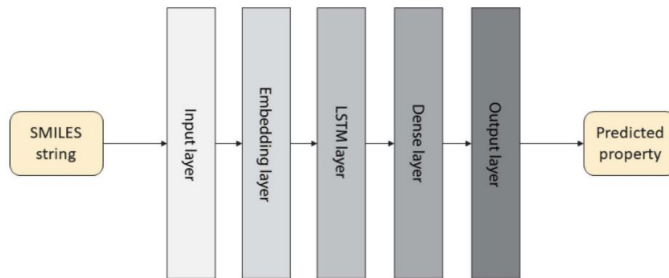 SMILES
string
Input layer
Embedding layer
LSTM layer
Dense layer
Output layer
Predicted
property